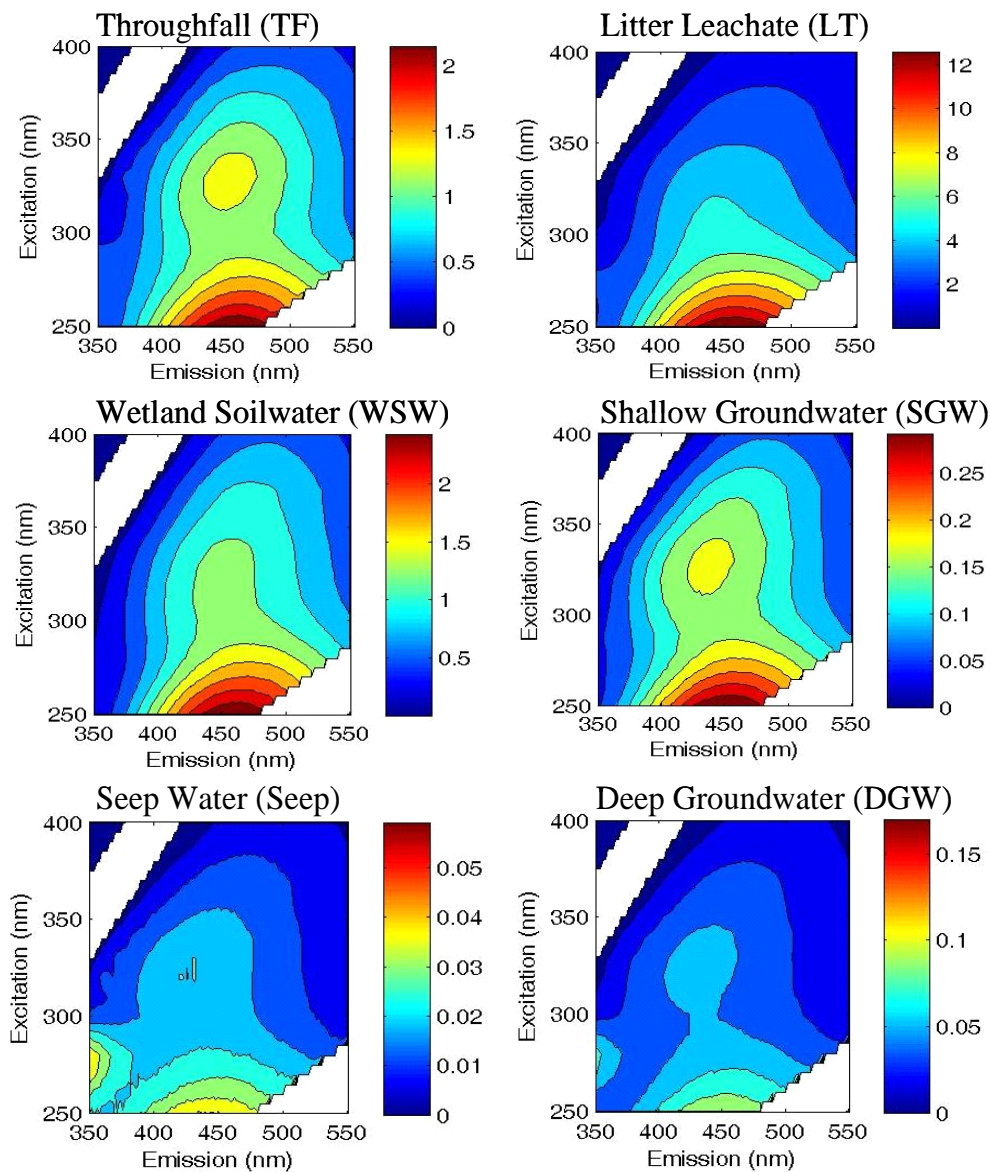 Throughfall (TF)
400
350
300
250
350 400 450 500 550
Excitation (nm)
Emission (nm)
2
1.5
1
0.5
0
Litter Leachate (LT)
400
350
300
250
350 400 450 500 550
Excitation (nm)
Emission (nm)
12
10
8
6
4
2
Wetland Soilwater (WSW)
400
350
300
250
350 400 450 500 550
Excitation (nm)
Emission (nm)
2
1.5
1
0.5
Shallow Groundwater (SGW)
400
350
300
250
350 400 450 500 550
Excitation (nm)
Emission (nm)
0.25
0.2
0.15
0.1
0.05
0
Seep Water (Seep)
400
350
300
250
350 400 450 500 550
Excitation (nm)
Emission (nm)
0.05
0.04
0.03
0.02
0.01
0
Deep Groundwater (DGW)
400
350
300
250
350 400 450 500 550
Excitation (nm)
Emission (nm)
0.15
0.1
0.05
0